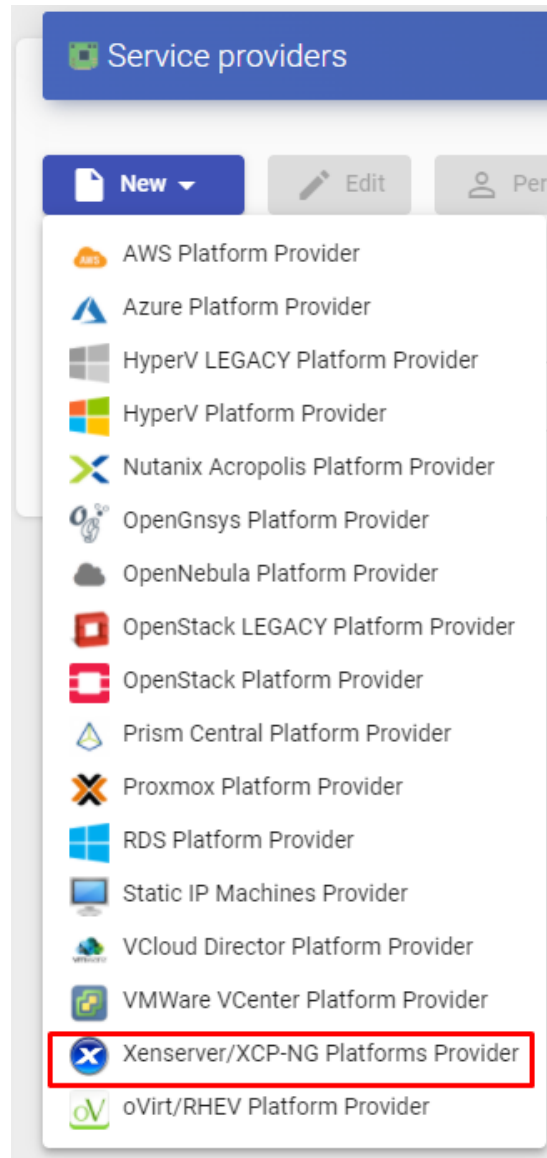 Service providers
New
Edit
Per
AWS Platform Provider
Azure Platform Provider
HyperV LEGACY Platform Provider
HyperV Platform Provider
Nutanix Acropolis Platform Provider
OpenGnsys Platform Provider
OpenNebula Platform Provider
OpenStack LEGACY Platform Provider
OpenStack Platform Provider
Prism Central Platform Provider
Proxmox Platform Provider
RDS Platform Provider
Static IP Machines Provider
VCloud Director Platform Provider
VMWare VCenter Platform Provider
Xenserver/XCP-NG Platforms Provider
oVirt/RHEV Platform Provider